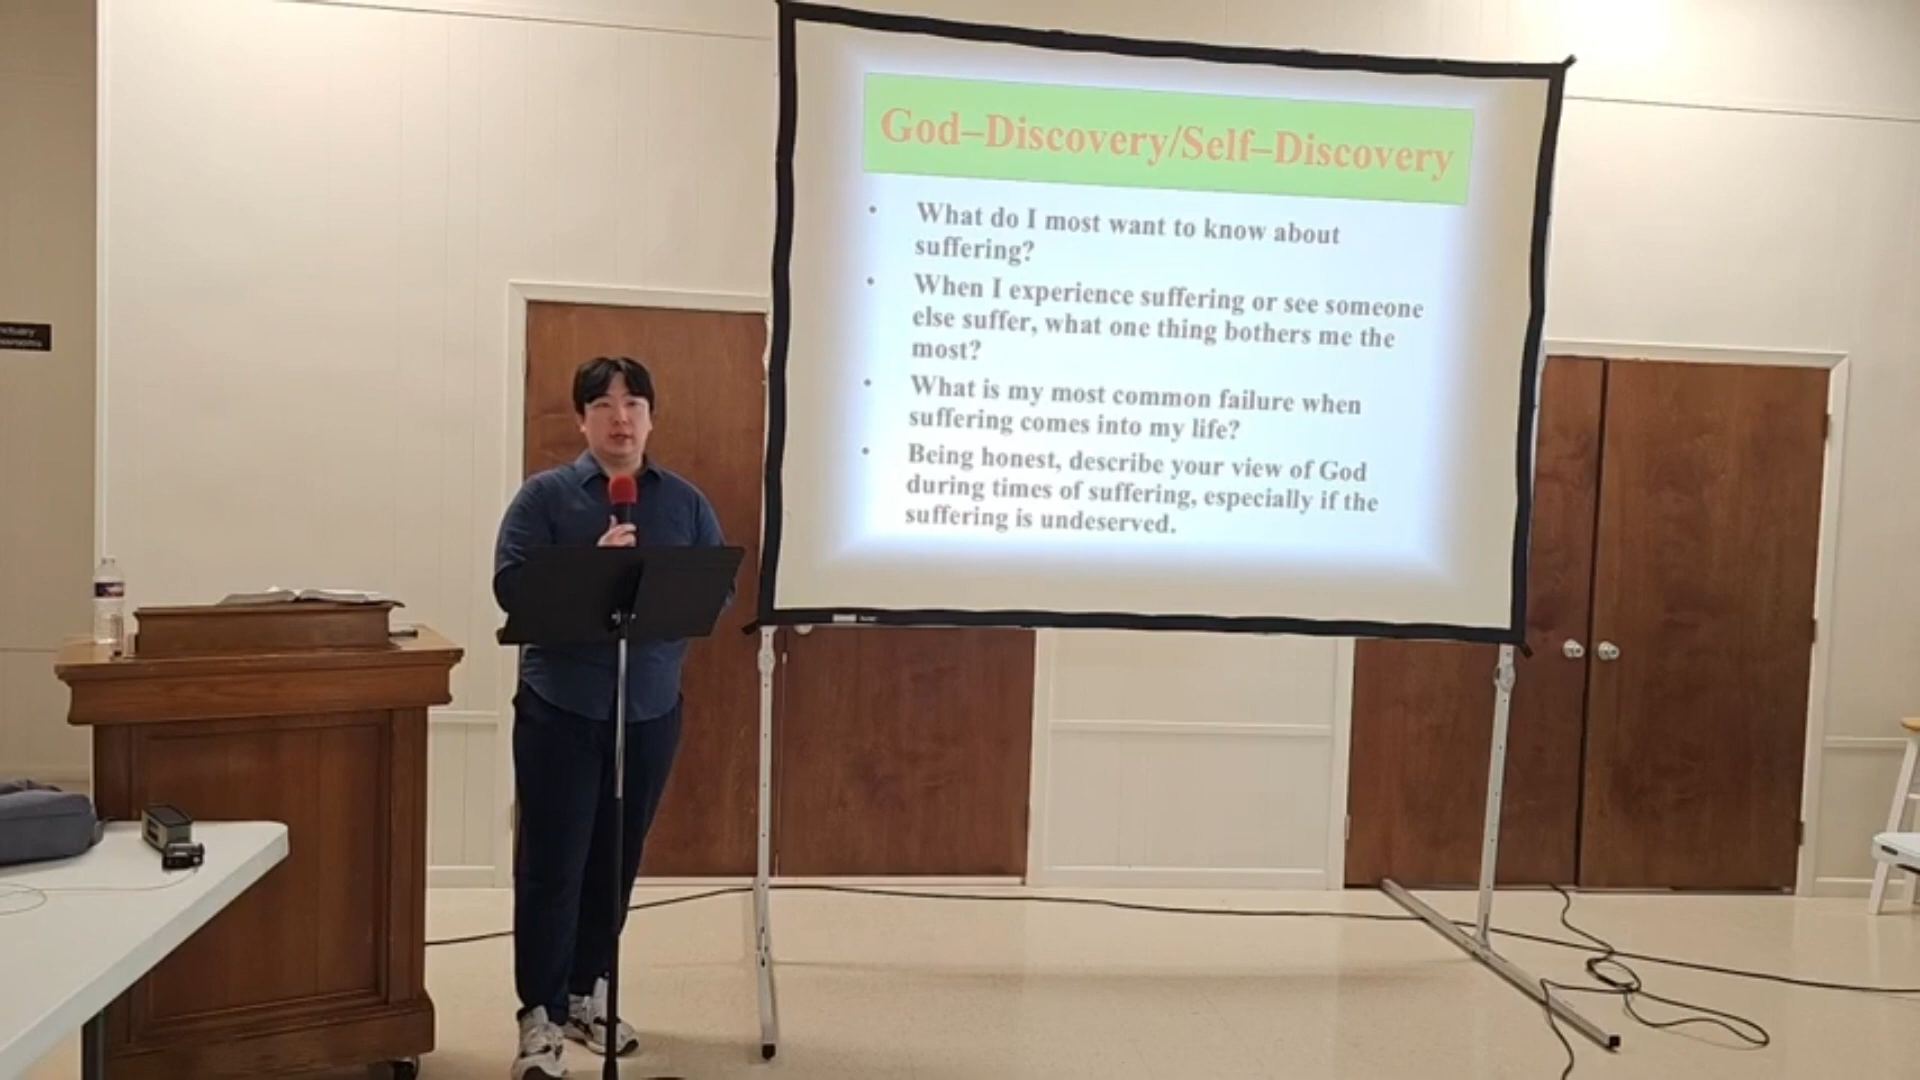 God–Discovery/Self–Discovery
• What do I most want to know about
suffering?
• When I experience suffering or see someone
else suffer, what one thing bothers me the
most?
• What is my most common failure when
suffering comes into my life?
• Being honest, describe your view of God
during times of suffering, especially if the
suffering is undeserved.